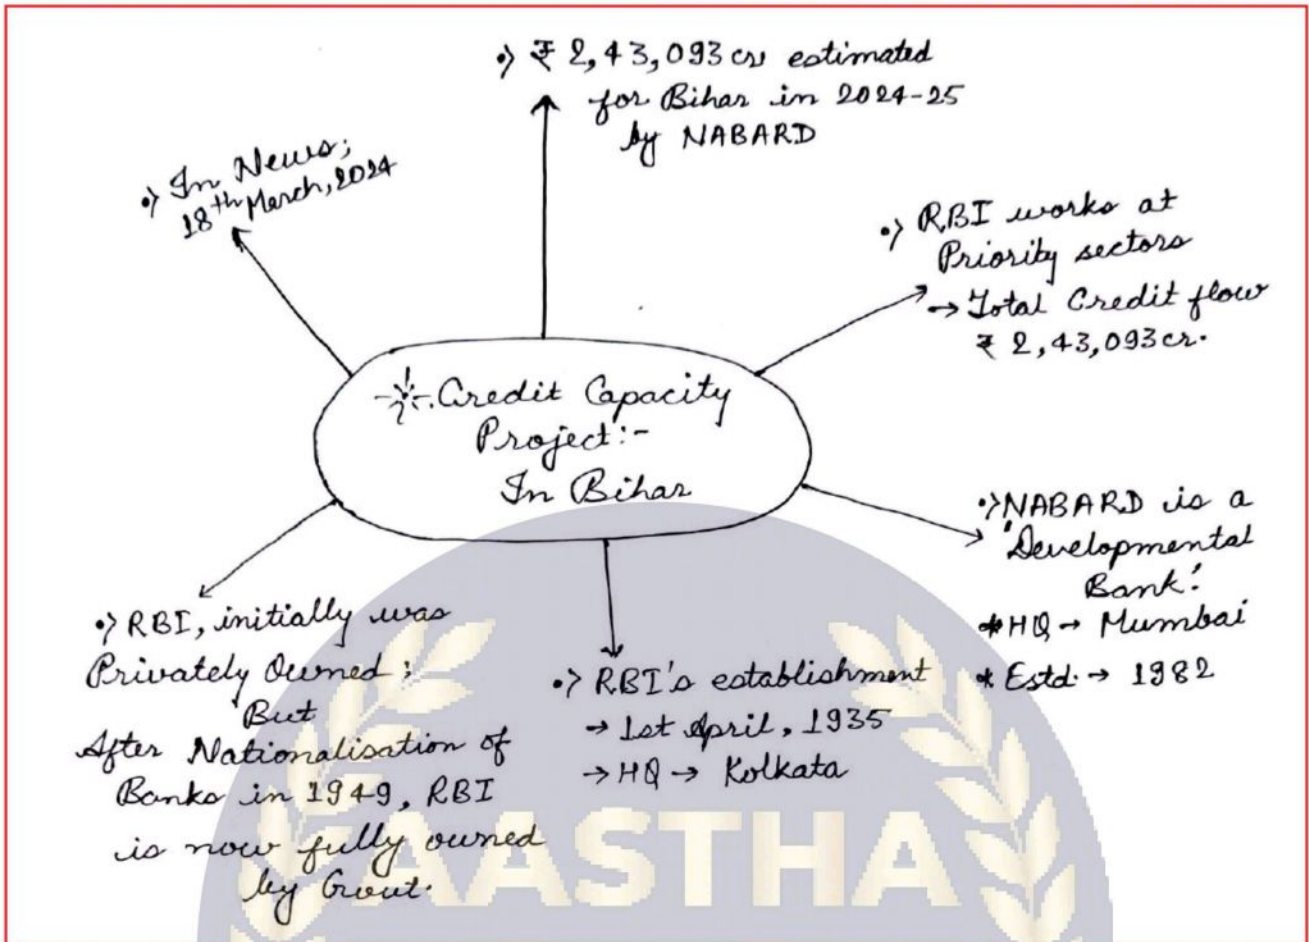 •) ₹ 2,43,093 cr estimated
for Bihar in 2024-25
by NABARD
•) In News;
18th March, 2024
•) RBI works at
Priority sectors
→ Total Credit flow
₹ 2,43,093 cr.
Credit Capacity
Project:-
In Bihar
•) NABARD is a
'Developmental
Bank'.
* HQ → Mumbai
* Estd. → 1982
•) RBI's establishment
→ 1st April, 1935
→ HQ → Kolkata
•) RBI, initially was
Privately Owned;
But
After Nationalisation of
Banks in 1949, RBI
is now fully owned
by Govt.
AASTHA